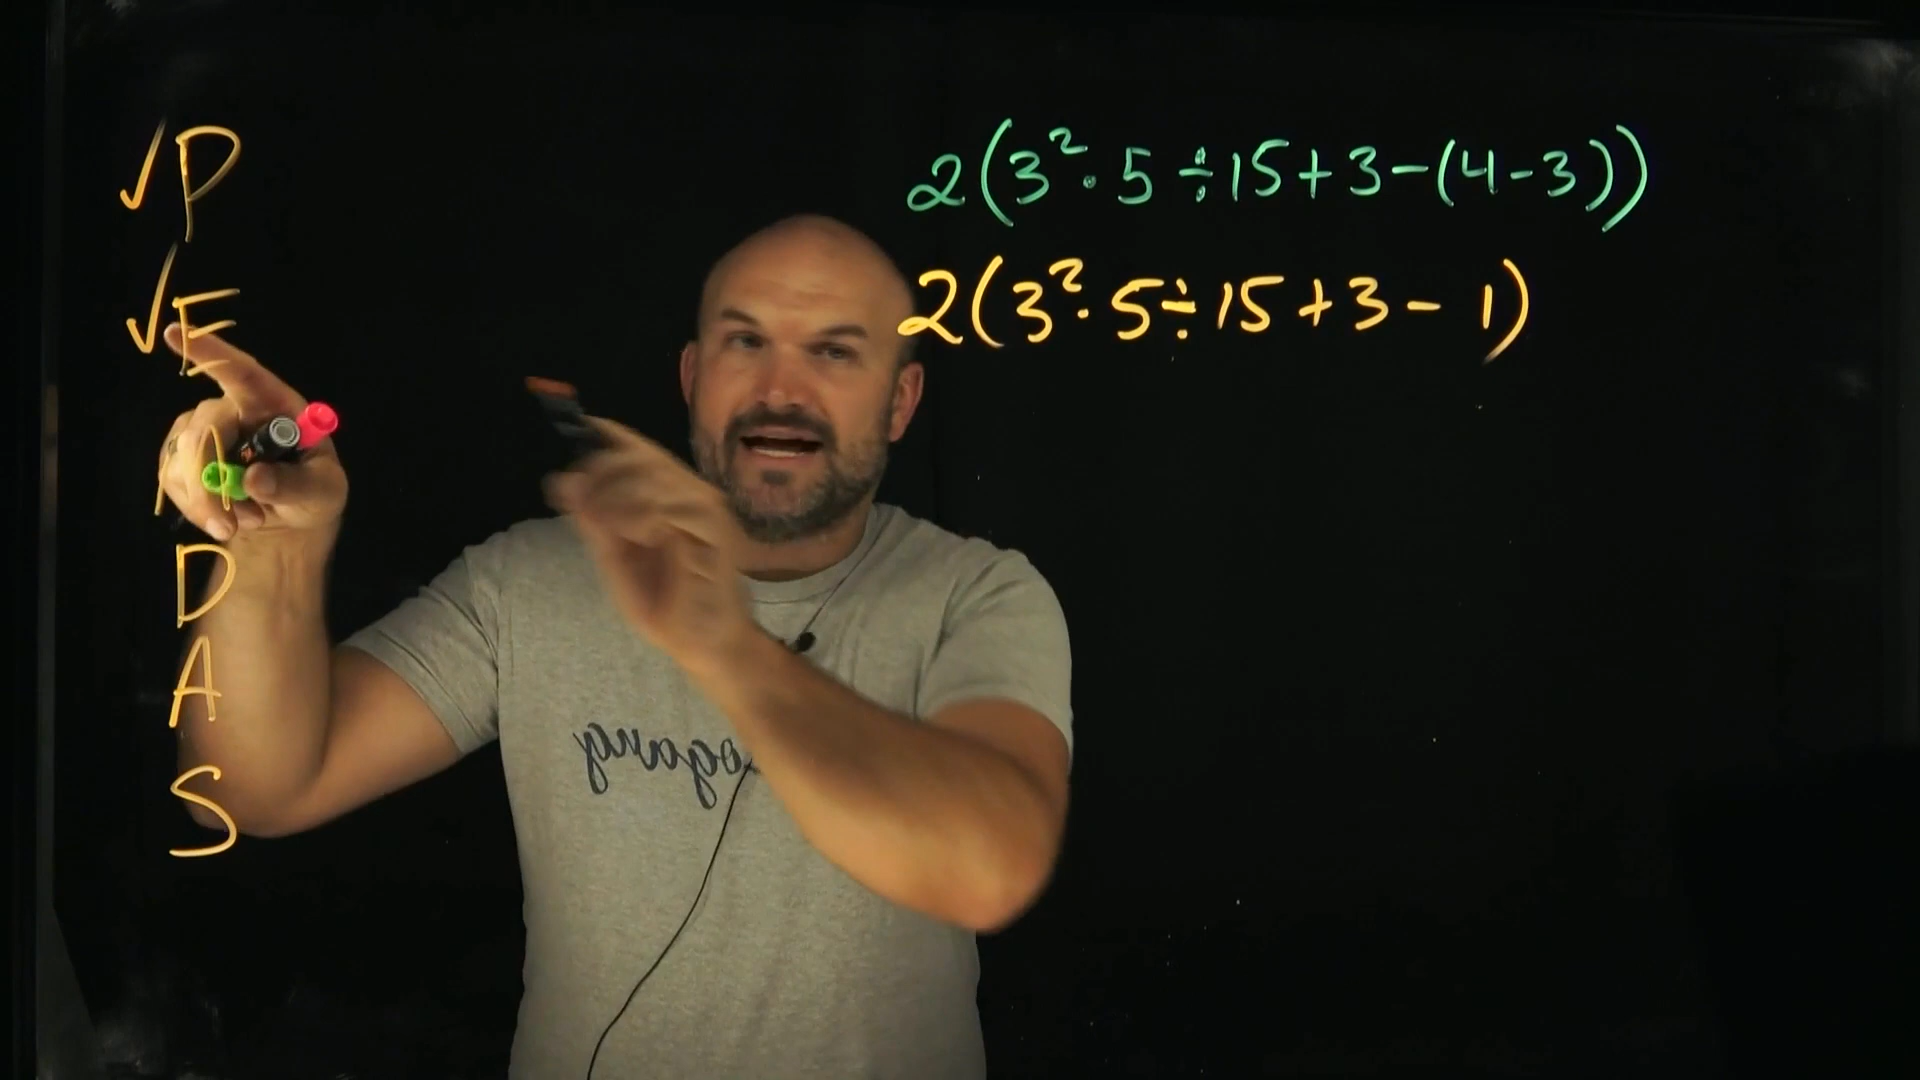 √P
√E
D
A
S
2(3²·5÷15+3-(4-3))
2(3²·5÷15+3-1)